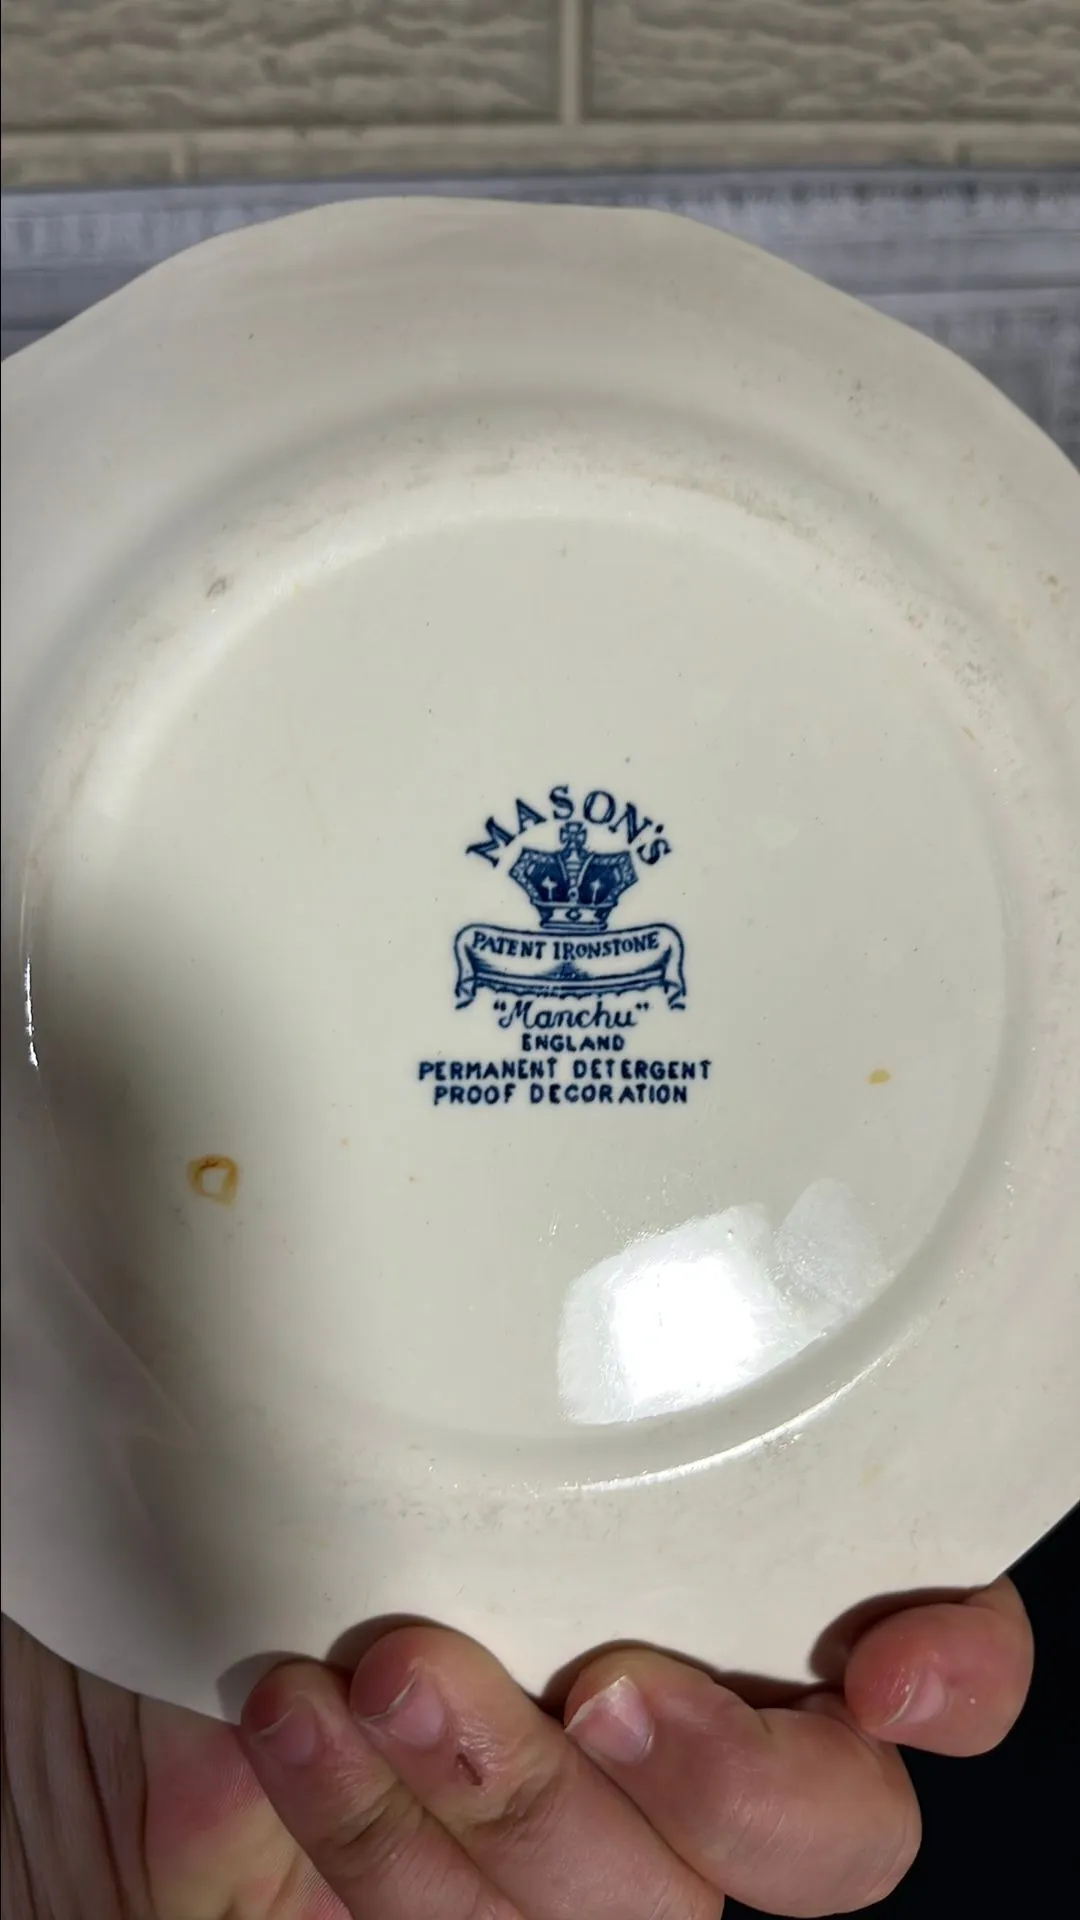 MASON'S
PATENT IRONSTONE
"Manchu"
ENGLAND
PERMANENT DETERGENT
PROOF DECORATION